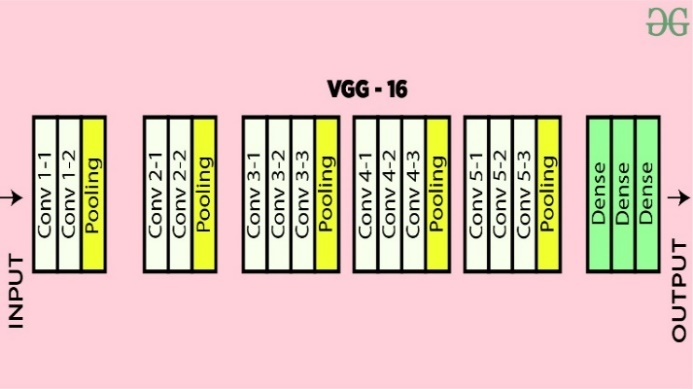 VGG - 16
INPUT
Conv 1-1
Conv 1-2
Pooling
Conv 2-1
Conv 2-2
Pooling
Conv 3-1
Conv 3-2
Conv 3-3
Pooling
Conv 4-1
Conv 4-2
Conv 4-3
Pooling
Conv 5-1
Conv 5-2
Conv 5-3
Pooling
Dense
Dense
Dense
OUTPUT